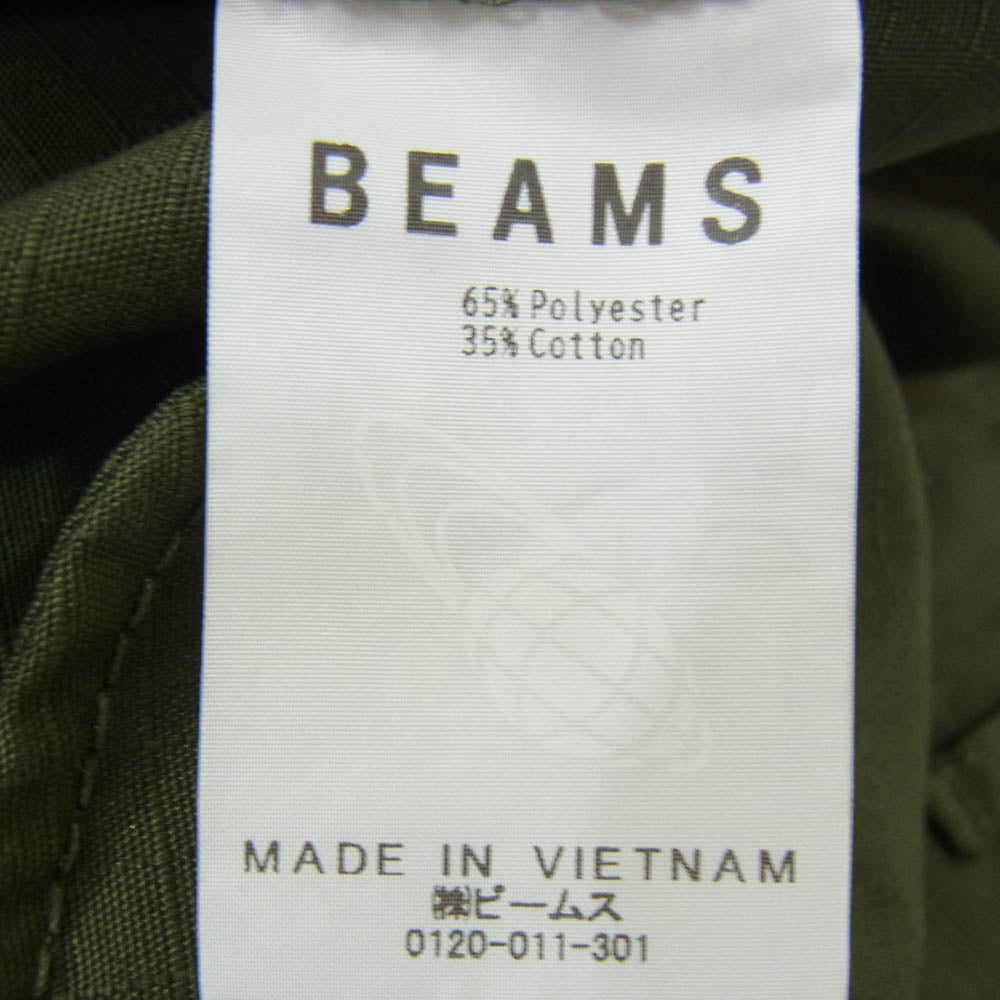 BEAMS
65% Polyester
35% Cotton
MADE IN VIETNAM
㈱ビームス
0120-011-301